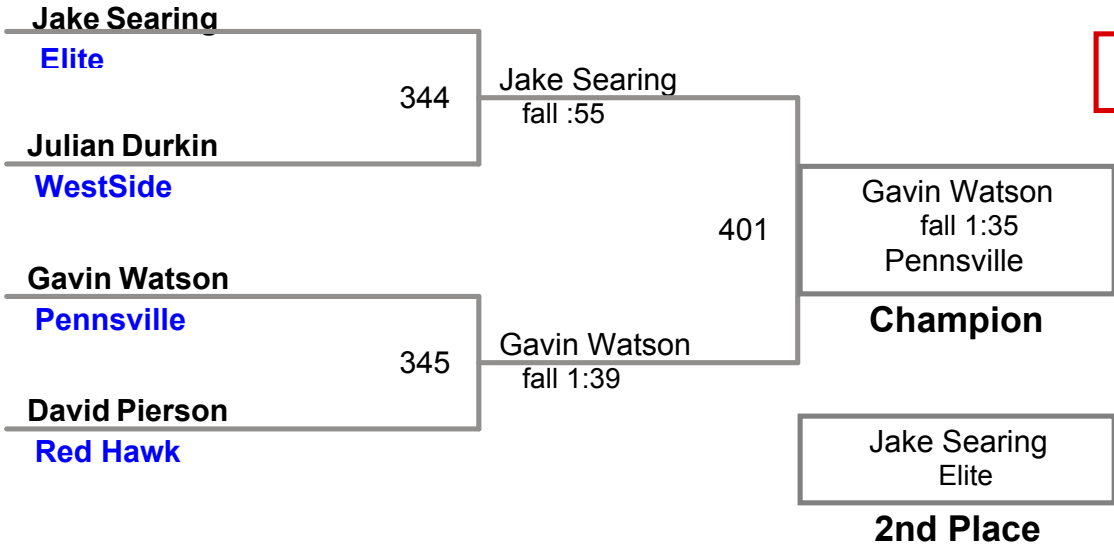 Jake Searing
Elite
344
Jake Searing
fall :55
Julian Durkin
WestSide
401
Gavin Watson
fall 1:35
Pennsville
Champion
Gavin Watson
Pennsville
345
Gavin Watson
fall 1:39
David Pierson
Red Hawk
Jake Searing
Elite
2nd Place